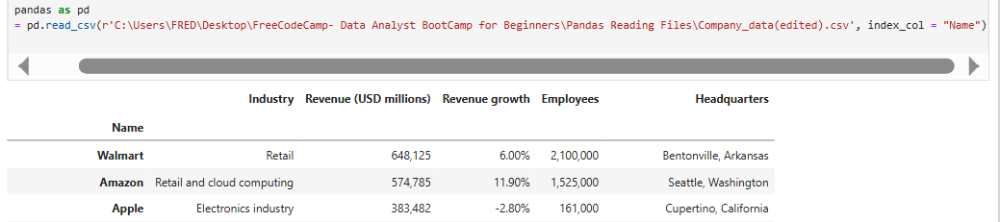 pandas as pd
= pd.read_csv(r'C:\Users\FRED\Desktop\FreeCodeCamp- Data Analyst BootCamp for Beginners\Pandas Reading Files\Company_data(edited).csv', index_col = "Name")
Industry Revenue (USD millions) Revenue growth Employees Headquarters
Name
Walmart Retail 648,125 6.00% 2,100,000 Bentonville, Arkansas
Amazon Retail and cloud computing 574,785 11.90% 1,525,000 Seattle, Washington
Apple Electronics industry 383,482 -2.80% 161,000 Cupertino, California